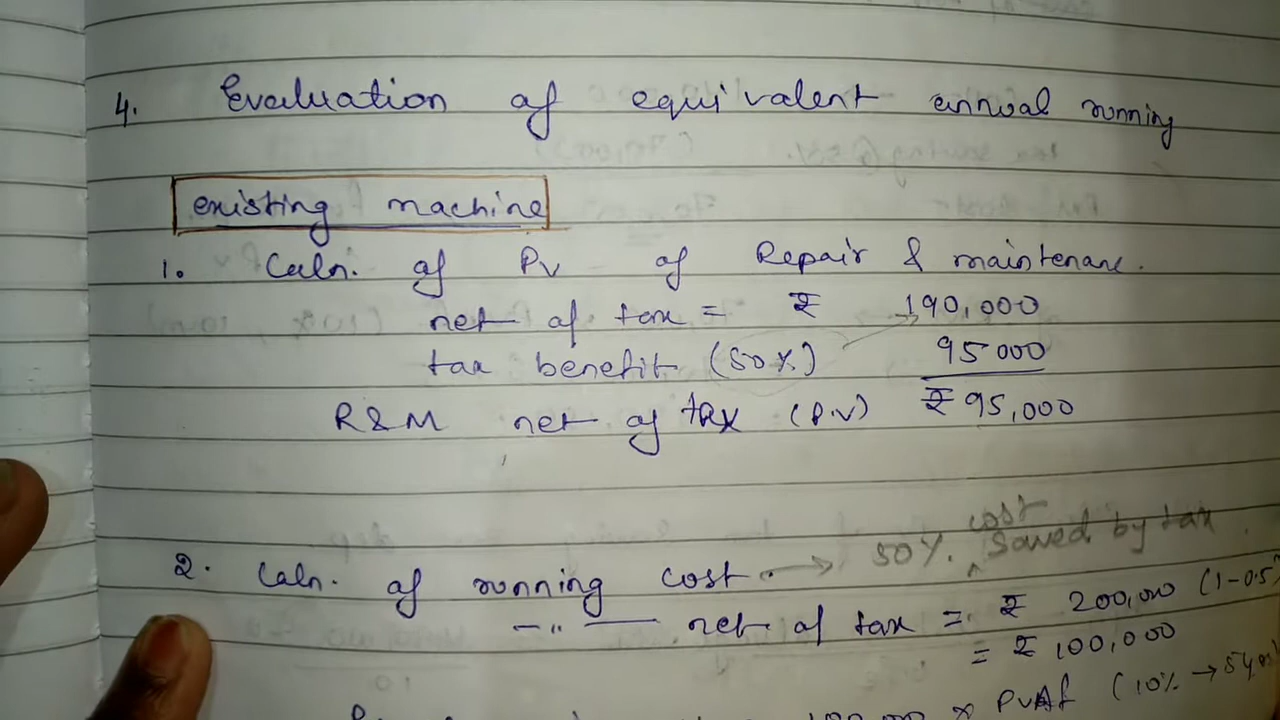 4. Evaluation of equivalent annual running
existing machine
1. Caln. of Pv of Repair & maintenane.
net of tax = ₹ 190,000
tax benefit (50%) 95000
R&M net of tax (P.V) ₹ 95,000
cost
2. Caln. of running cost → 50%. ^ Saved by tax
—„— net of tax = ₹ 200,000 (1-0.5)
= ₹ 100,000
PVAf (10% →